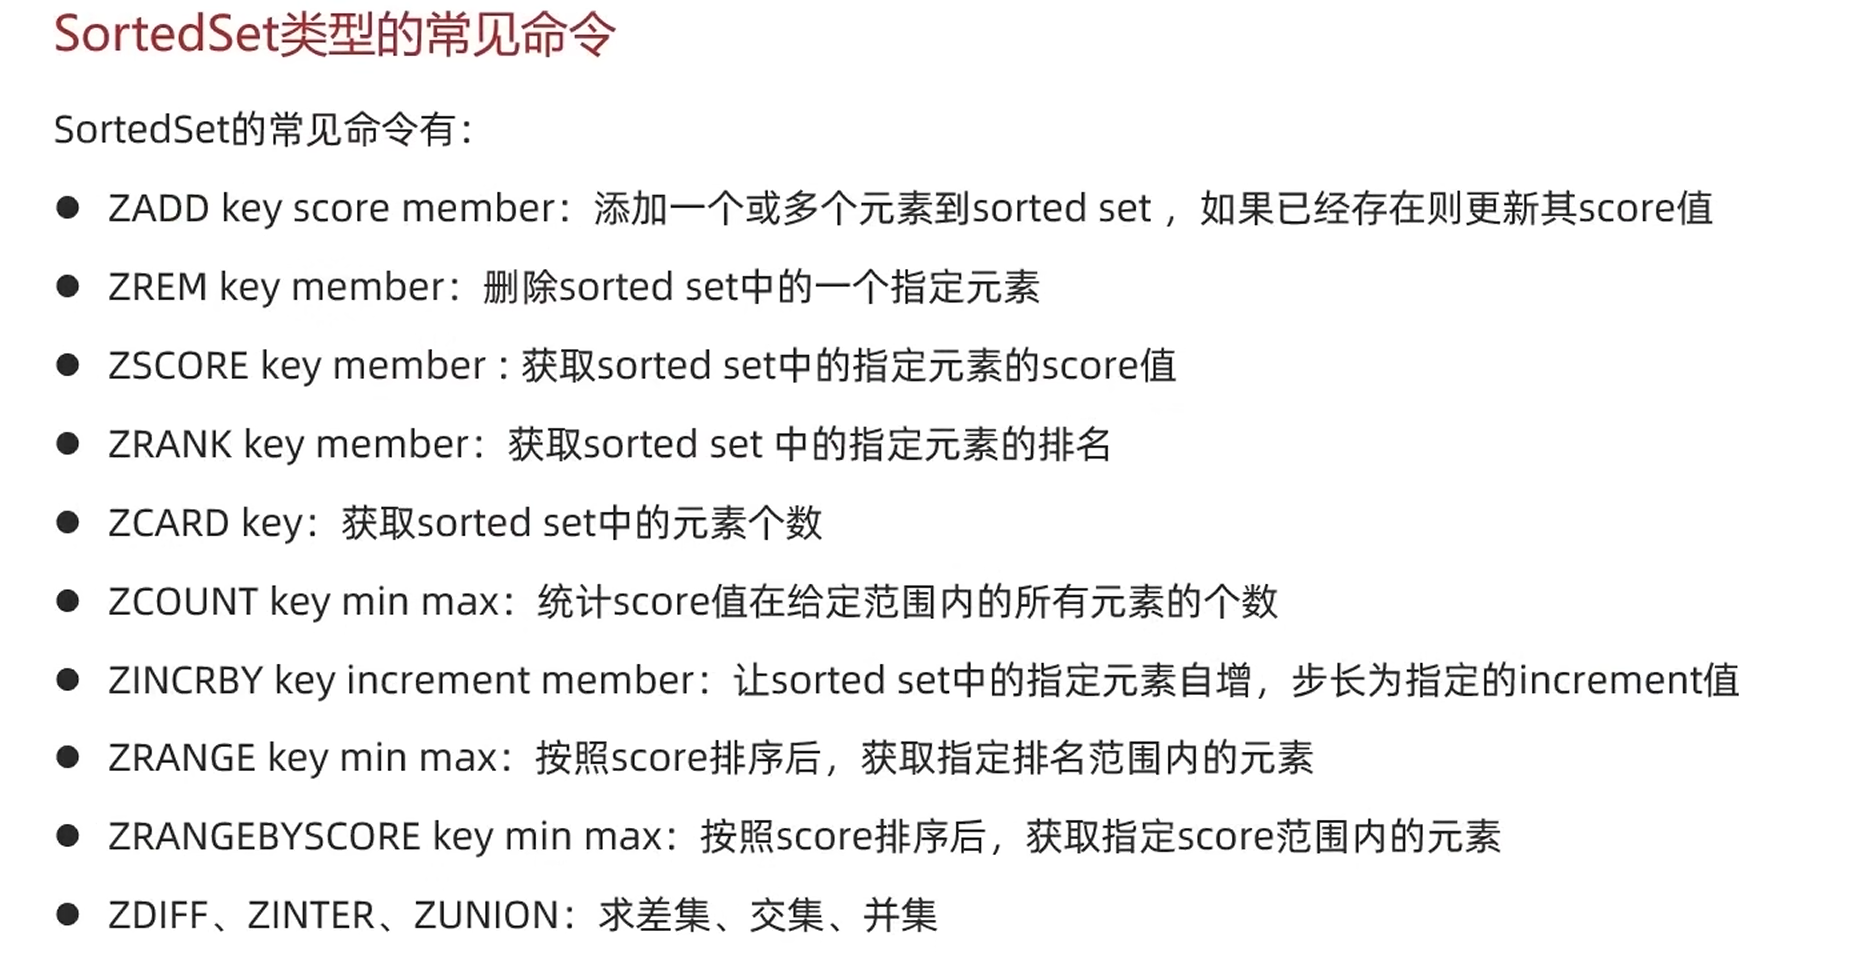 SortedSet类型的常见命令
SortedSet的常见命令有：
● ZADD key score member：添加一个或多个元素到sorted set ，如果已经存在则更新其score值
● ZREM key member：删除sorted set中的一个指定元素
● ZSCORE key member : 获取sorted set中的指定元素的score值
● ZRANK key member：获取sorted set 中的指定元素的排名
● ZCARD key：获取sorted set中的元素个数
● ZCOUNT key min max：统计score值在给定范围内的所有元素的个数
● ZINCRBY key increment member：让sorted set中的指定元素自增，步长为指定的increment值
● ZRANGE key min max：按照score排序后，获取指定排名范围内的元素
● ZRANGEBYSCORE key min max：按照score排序后，获取指定score范围内的元素
● ZDIFF、ZINTER、ZUNION：求差集、交集、并集